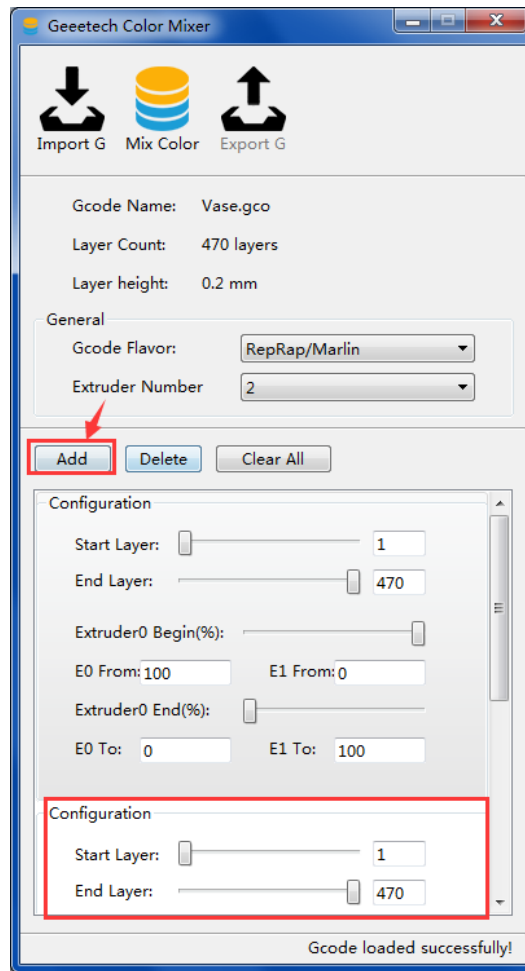 Geeetech Color Mixer
Import G Mix Color Export G
Gcode Name: Vase.gco
Layer Count: 470 layers
Layer height: 0.2 mm
General
Gcode Flavor: RepRap/Marlin
Extruder Number 2
Add Delete Clear All
Configuration
Start Layer: 1
End Layer: 470
Extruder0 Begin(%):
E0 From: 100 E1 From: 0
Extruder0 End(%):
E0 To: 0 E1 To: 100
Configuration
Start Layer: 1
End Layer: 470
Gcode loaded successfully!